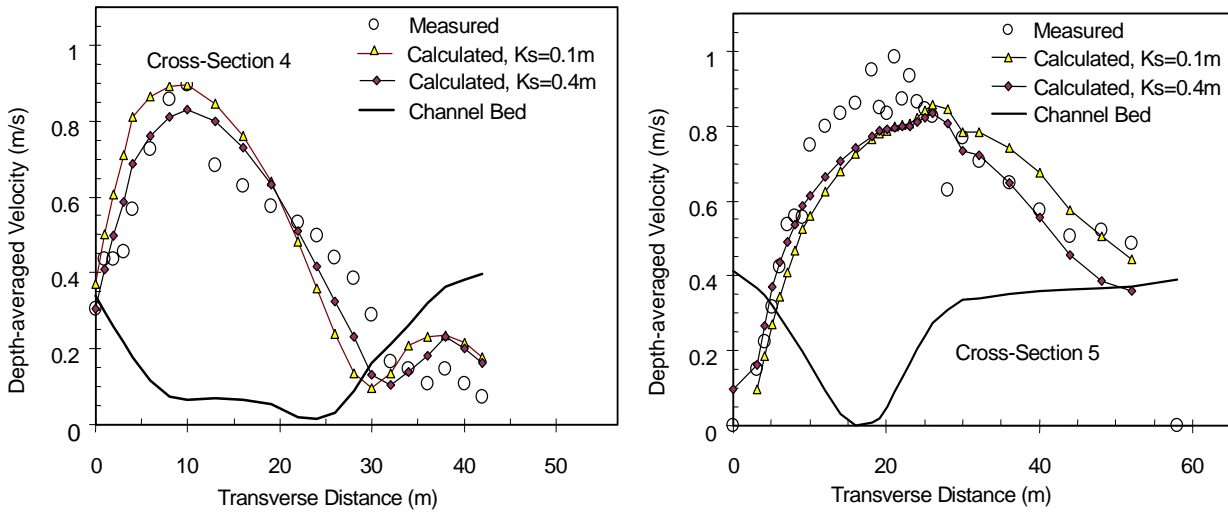 Measured
Calculated, Ks=0.1m
Calculated, Ks=0.4m
Channel Bed
Cross-Section 4
Depth-averaged Velocity (m/s)
1
0.8
0.6
0.4
0.2
0
0 10 20 30 40 50
Transverse Distance (m)
Measured
Calculated, Ks=0.1m
Calculated, Ks=0.4m
Channel Bed
Cross-Section 5
Depth-averaged Velocity (m/s)
1
0.8
0.6
0.4
0.2
0
0 20 40 60
Transverse Distance (m)